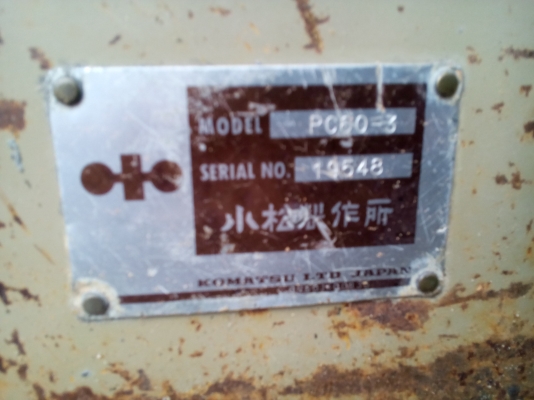 MODEL PC60-3
SERIAL NO. 19548
小松製作所
KOMATSU LTD JAPAN